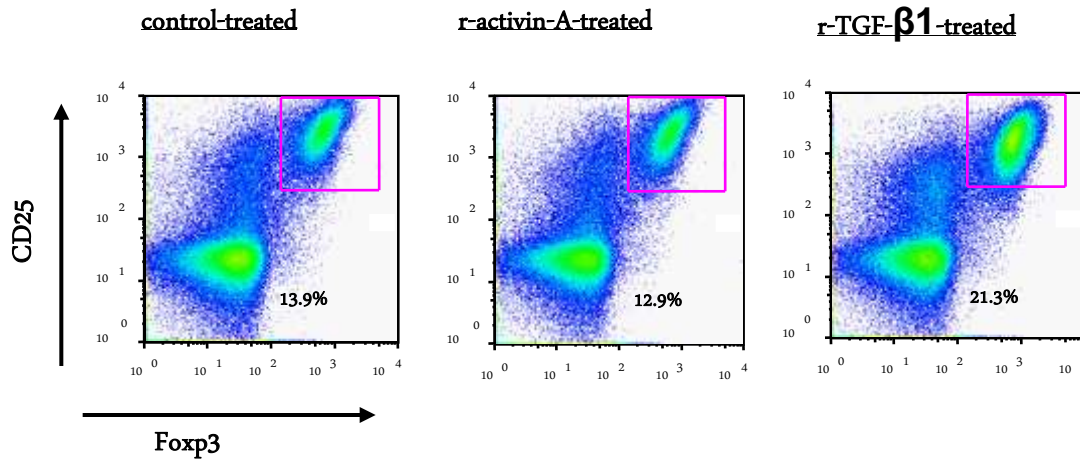 control-treated
r-activin-A-treated
r-TGF-β1-treated
CD25
10 4
10 3
10 2
10 1
10 0
13.9%
10 0 10 1 10 2 10 3 10 4
10 4
10 3
10 2
10 1
10 0
12.9%
10 0 10 1 10 2 10 3 10 4
10 4
10 3
10 2
10 1
10 0
21.3%
10 0 10 1 10 2 10 3 10
Foxp3